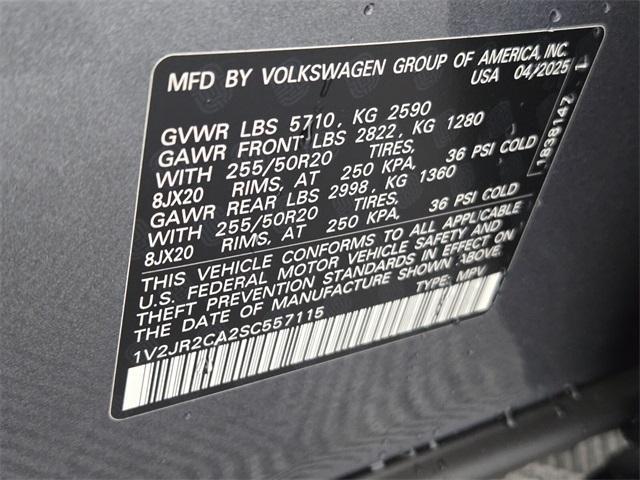 MFD BY VOLKSWAGEN GROUP OF AMERICA, INC.
USA 04/2025
GVWR LBS 5710, KG 2590
GAWR FRONT LBS 2822, KG 1280
WITH 255/50R20 TIRES,
8JX20 RIMS, AT 250 KPA, 36 PSI COLD
GAWR REAR LBS 2998, KG 1360
WITH 255/50R20 TIRES,
8JX20 RIMS, AT 250 KPA, 36 PSI COLD
THIS VEHICLE CONFORMS TO ALL APPLICABLE
U.S. FEDERAL MOTOR VEHICLE SAFETY AND
THEFT PREVENTION STANDARDS IN EFFECT ON
THE DATE OF MANUFACTURE SHOWN ABOVE.
TYPE: MPV
1V2JR2CA2SC557115
1838147